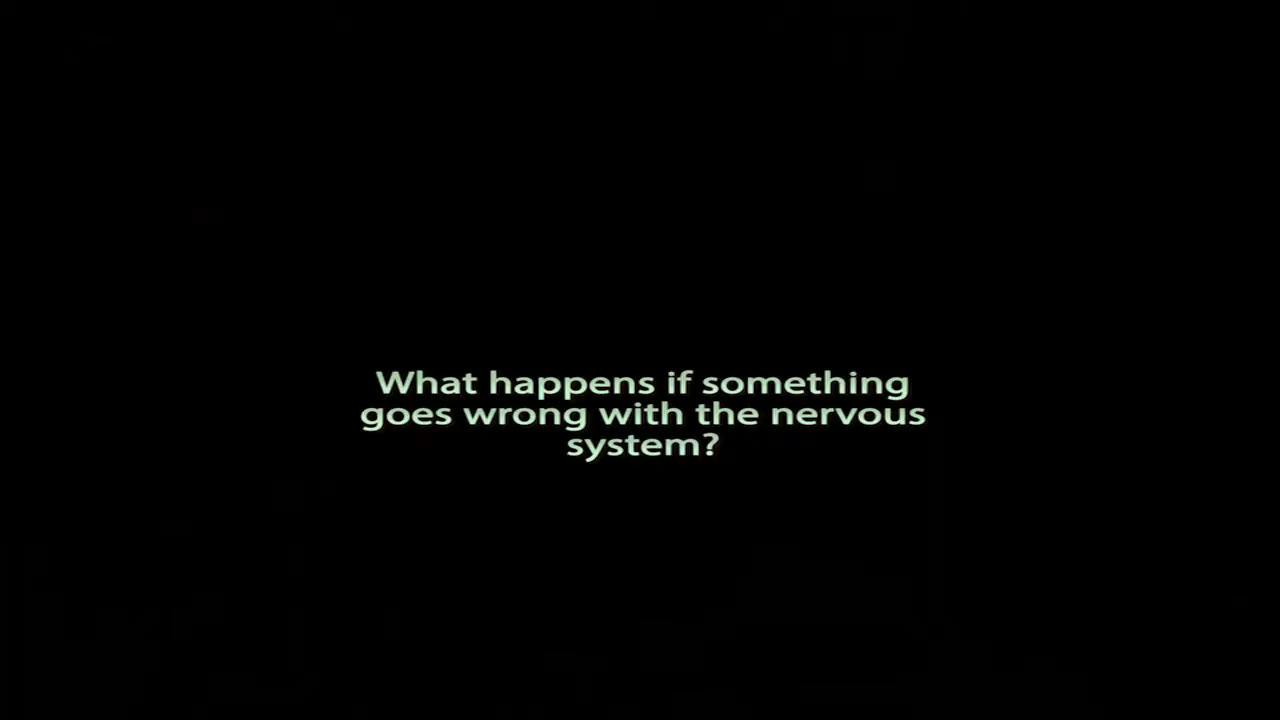 What happens if something
goes wrong with the nervous
system?